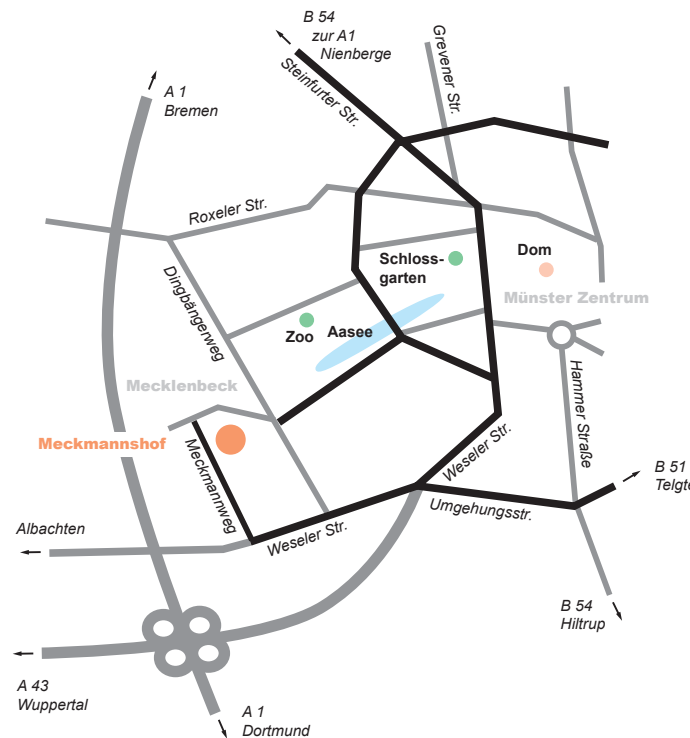 B 54
zur A1
Nienberge
Grevener Str.
Steinfurter Str.
A 1
Bremen
Roxeler Str.
Dingbängerweg
Schloss-
garten
Dom
Münster Zentrum
Zoo
Aasee
Mecklenbeck
Meckmannshof
Meckmannweg
Hammer Straße
Weseler Str.
B 51
Telgte
Umgehungsstr.
Albachten
Weseler Str.
B 54
Hiltrup
A 43
Wuppertal
A 1
Dortmund